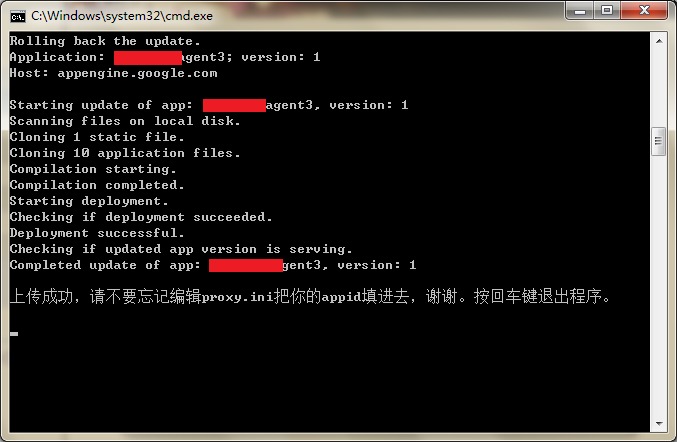 C:\Windows\system32\cmd.exe
Rolling back the update.
Application: agent3; version: 1
Host: appengine.google.com
Starting update of app: agent3, version: 1
Scanning files on local disk.
Cloning 1 static file.
Cloning 10 application files.
Compilation starting.
Compilation completed.
Starting deployment.
Checking if deployment succeeded.
Deployment successful.
Checking if updated app version is serving.
Completed update of app: gent3, version: 1
上传成功，请不要忘记编辑proxy.ini把你的appid填进去，谢谢。按回车键退出程序。